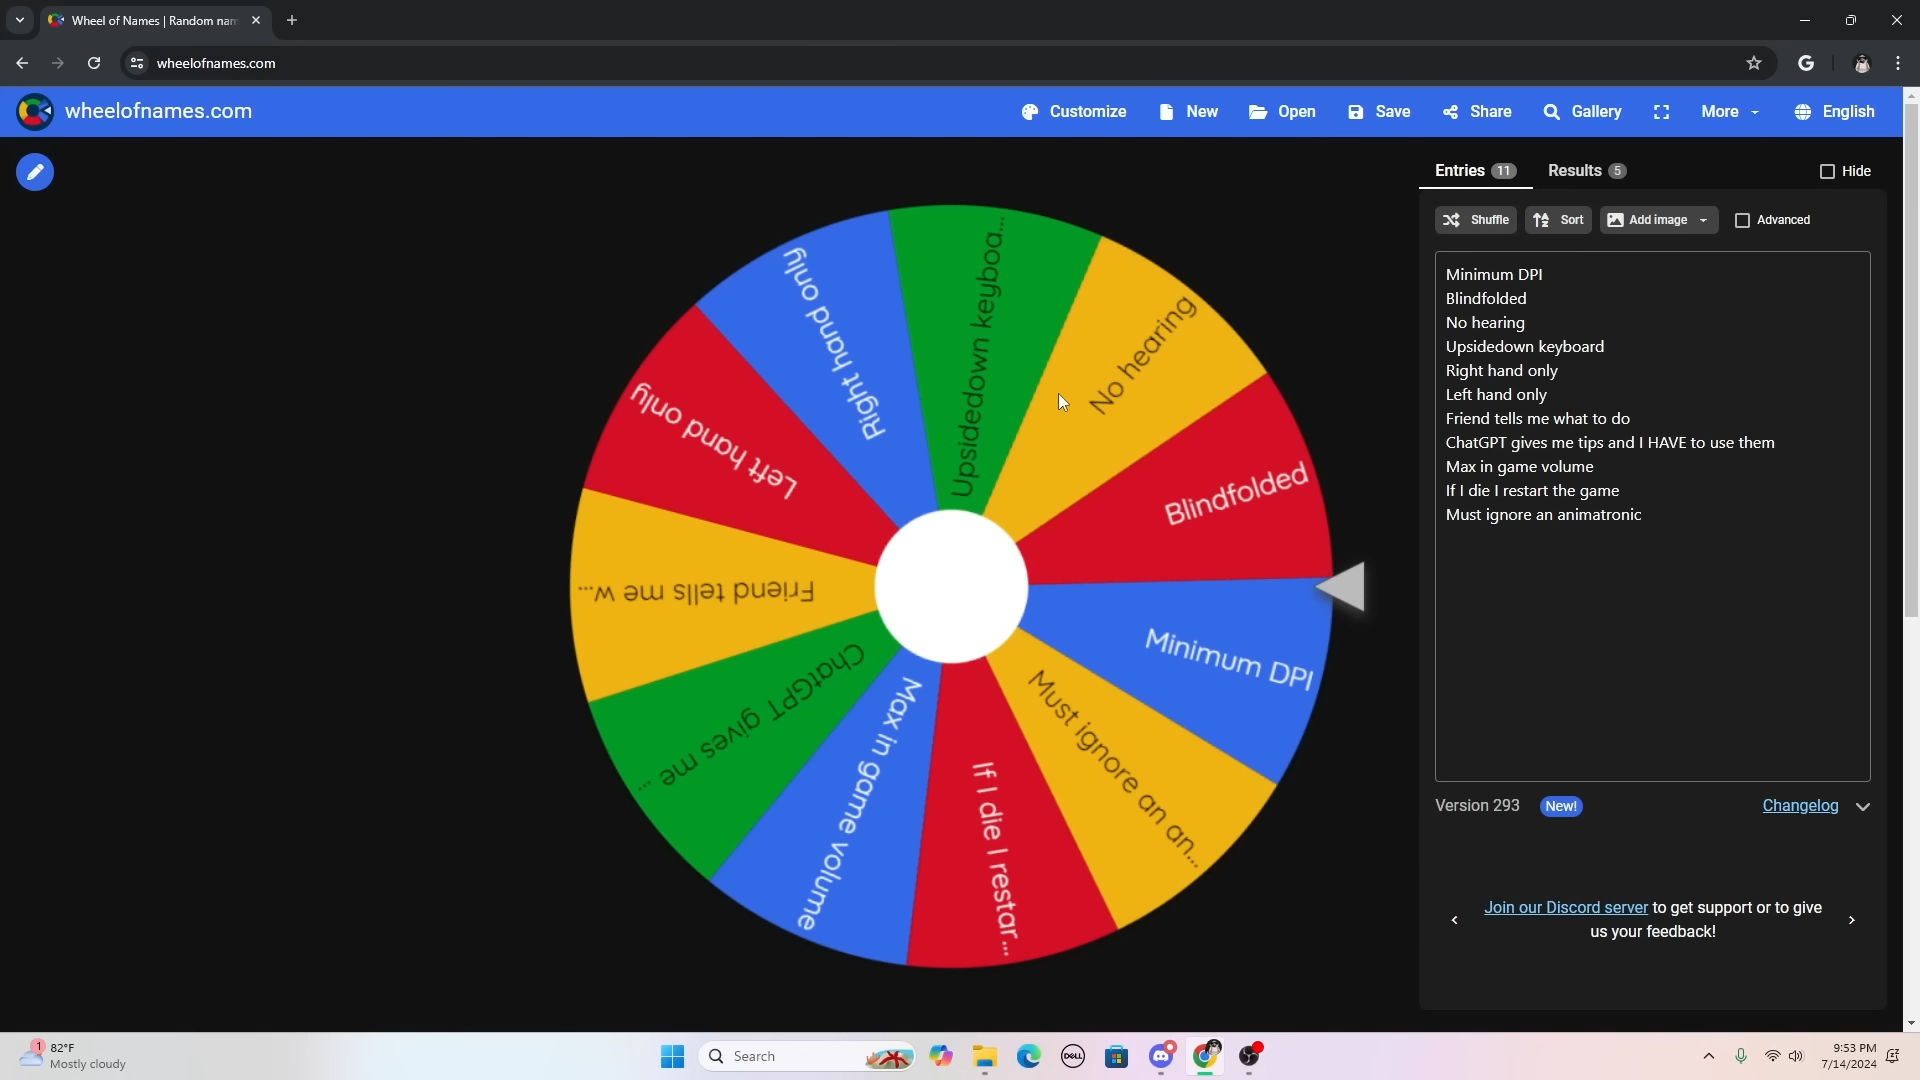 Wheel of Names | Random nam
wheelofnames.com
wheelofnames.com
Customize New Open Save Share Gallery More English
Entries 11 Results 5 Hide
Shuffle Sort Add image Advanced
Minimum DPI
Blindfolded
No hearing
Upsidedown keyboard
Right hand only
Left hand only
Friend tells me what to do
ChatGPT gives me tips and I HAVE to use them
Max in game volume
If I die I restart the game
Must ignore an animatronic
Upsidedown keyboa...
No hearing
Blindfolded
Minimum DPI
Must ignore an an...
If I die I restar...
Max in game volume
ChatGPT gives me ...
Friend tells me w...
Left hand only
Right hand only
Version 293 New! Changelog
Join our Discord server to get support or to give
us your feedback!
1
82°F
Mostly cloudy
Search
DELL
9:53 PM
7/14/2024